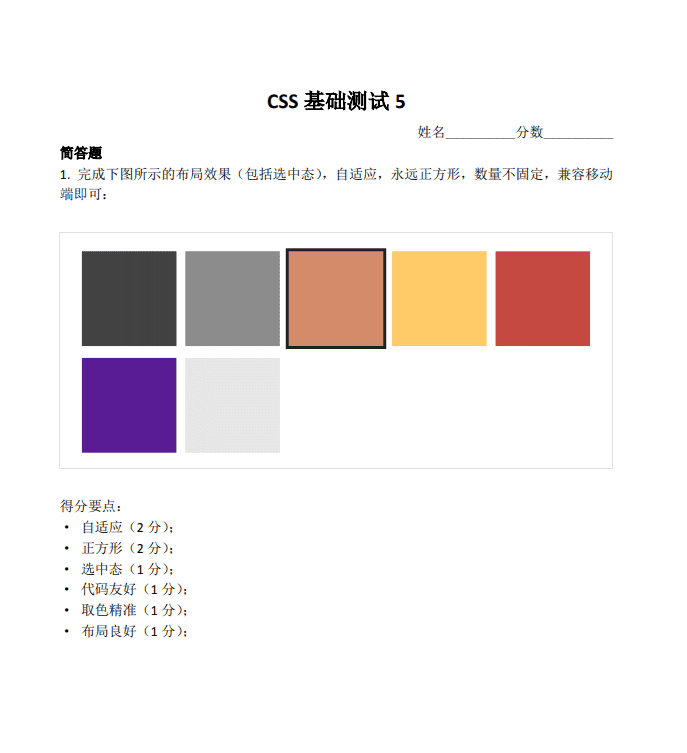 CSS 基础测试 5
姓名__________分数__________
简答题
1. 完成下图所示的布局效果（包括选中态），自适应，永远正方形，数量不固定，兼容移动
端即可：
得分要点：
• 自适应（2 分）；
• 正方形（2 分）；
• 选中态（1 分）；
• 代码友好（1 分）；
• 取色精准（1 分）；
• 布局良好（1 分）；